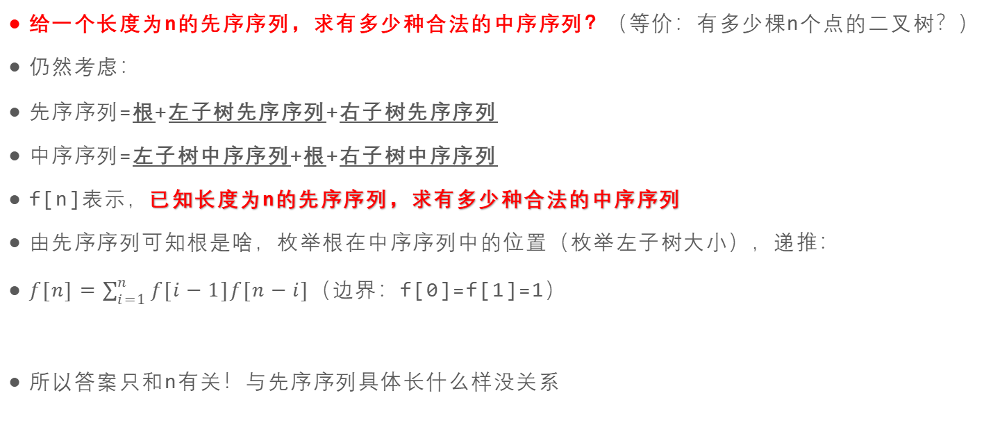 ● 给一个长度为n的先序序列，求有多少种合法的中序序列？（等价：有多少棵n个点的二叉树？）
● 仍然考虑：
● 先序序列=根+左子树先序序列+右子树先序序列
● 中序序列=左子树中序序列+根+右子树中序序列
● f[n]表示，已知长度为n的先序序列，求有多少种合法的中序序列
● 由先序序列可知根是啥，枚举根在中序序列中的位置（枚举左子树大小），递推：
● f[n] = ∑ⁿᵢ₌₁ f[i − 1]f[n − i]（边界：f[0]=f[1]=1）
● 所以答案只和n有关！与先序序列具体长什么样没关系